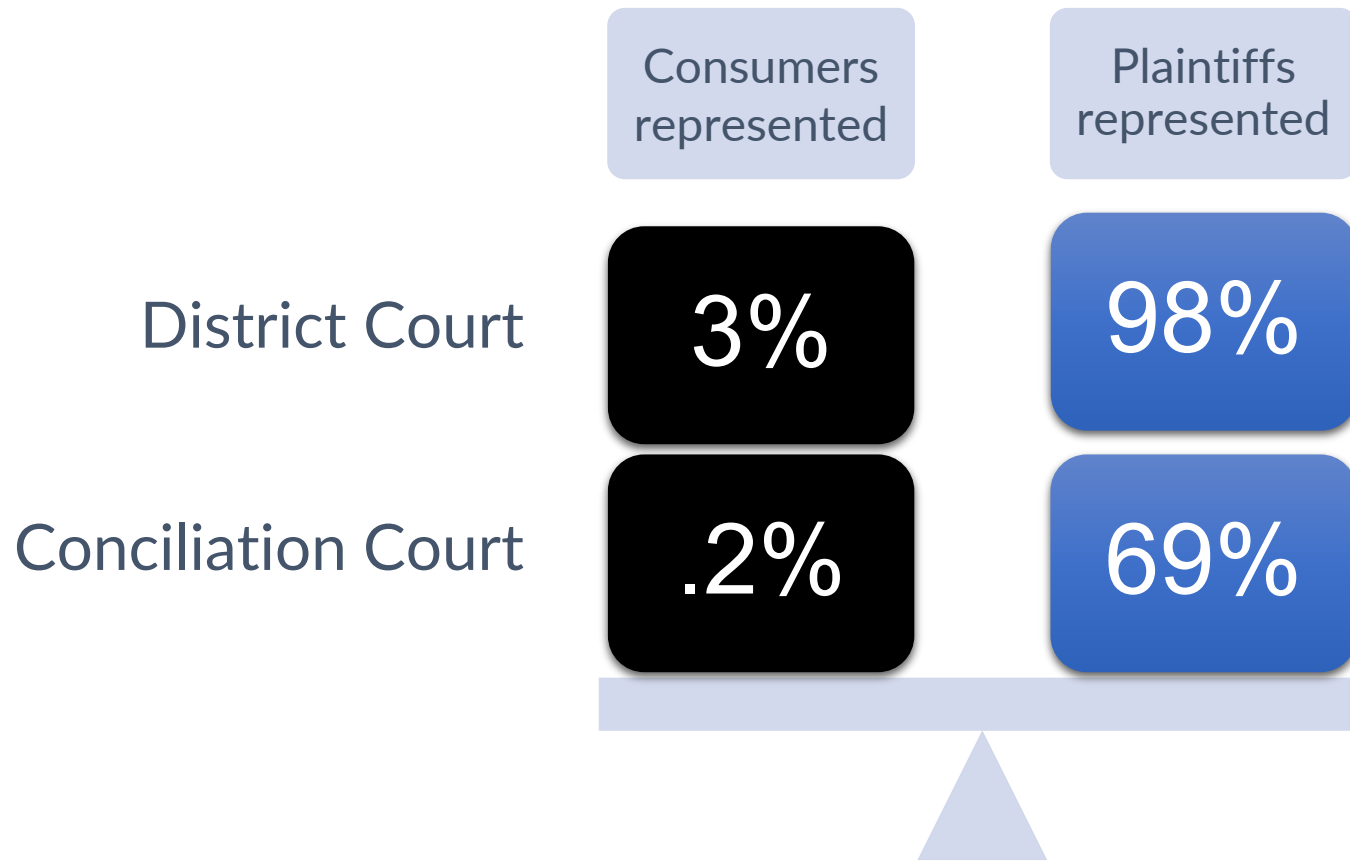 Consumers
represented
Plaintiffs
represented
District Court
3%
98%
Conciliation Court
.2%
69%